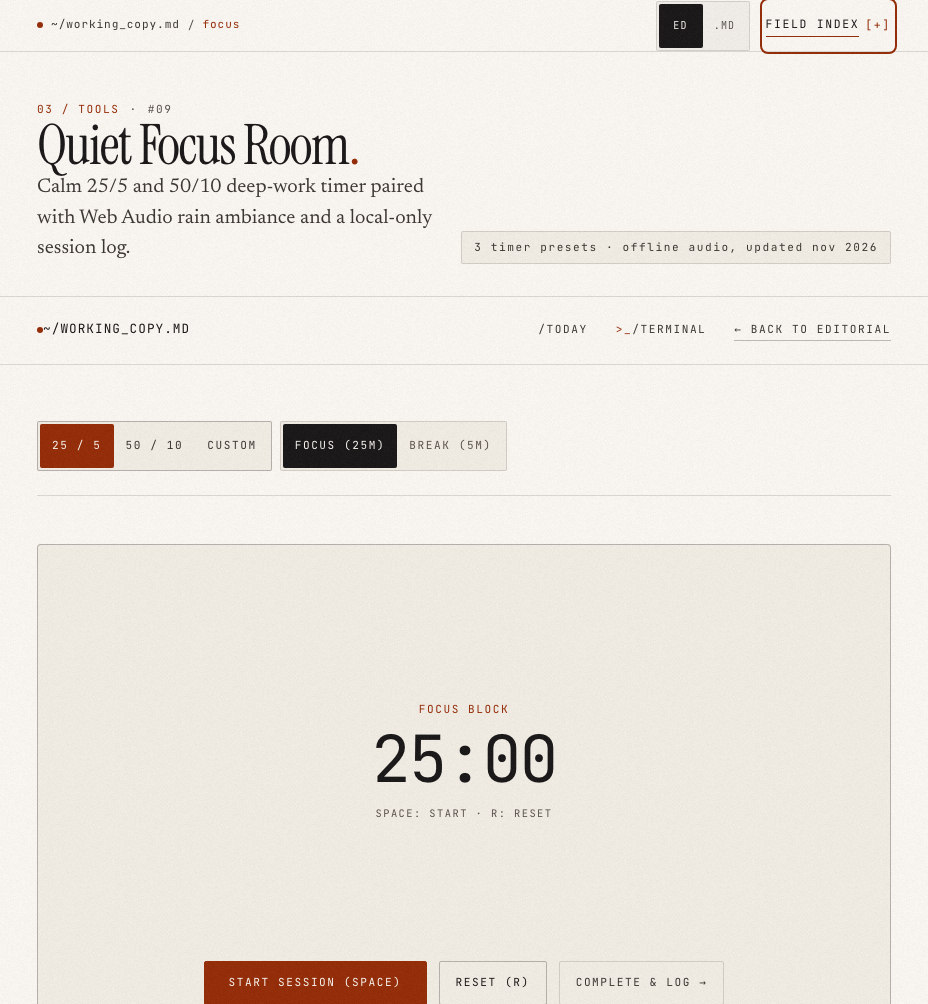 ~/working_copy.md / focus
ED .MD FIELD INDEX [+]
03 / TOOLS · #09
Quiet Focus Room.
Calm 25/5 and 50/10 deep-work timer paired
with Web Audio rain ambiance and a local-only
session log.
3 timer presets · offline audio, updated nov 2026
~/WORKING_COPY.MD
/TODAY >_/TERMINAL ← BACK TO EDITORIAL
25 / 5 50 / 10 CUSTOM FOCUS (25M) BREAK (5M)
FOCUS BLOCK
25:00
SPACE: START · R: RESET
START SESSION (SPACE) RESET (R) COMPLETE & LOG →